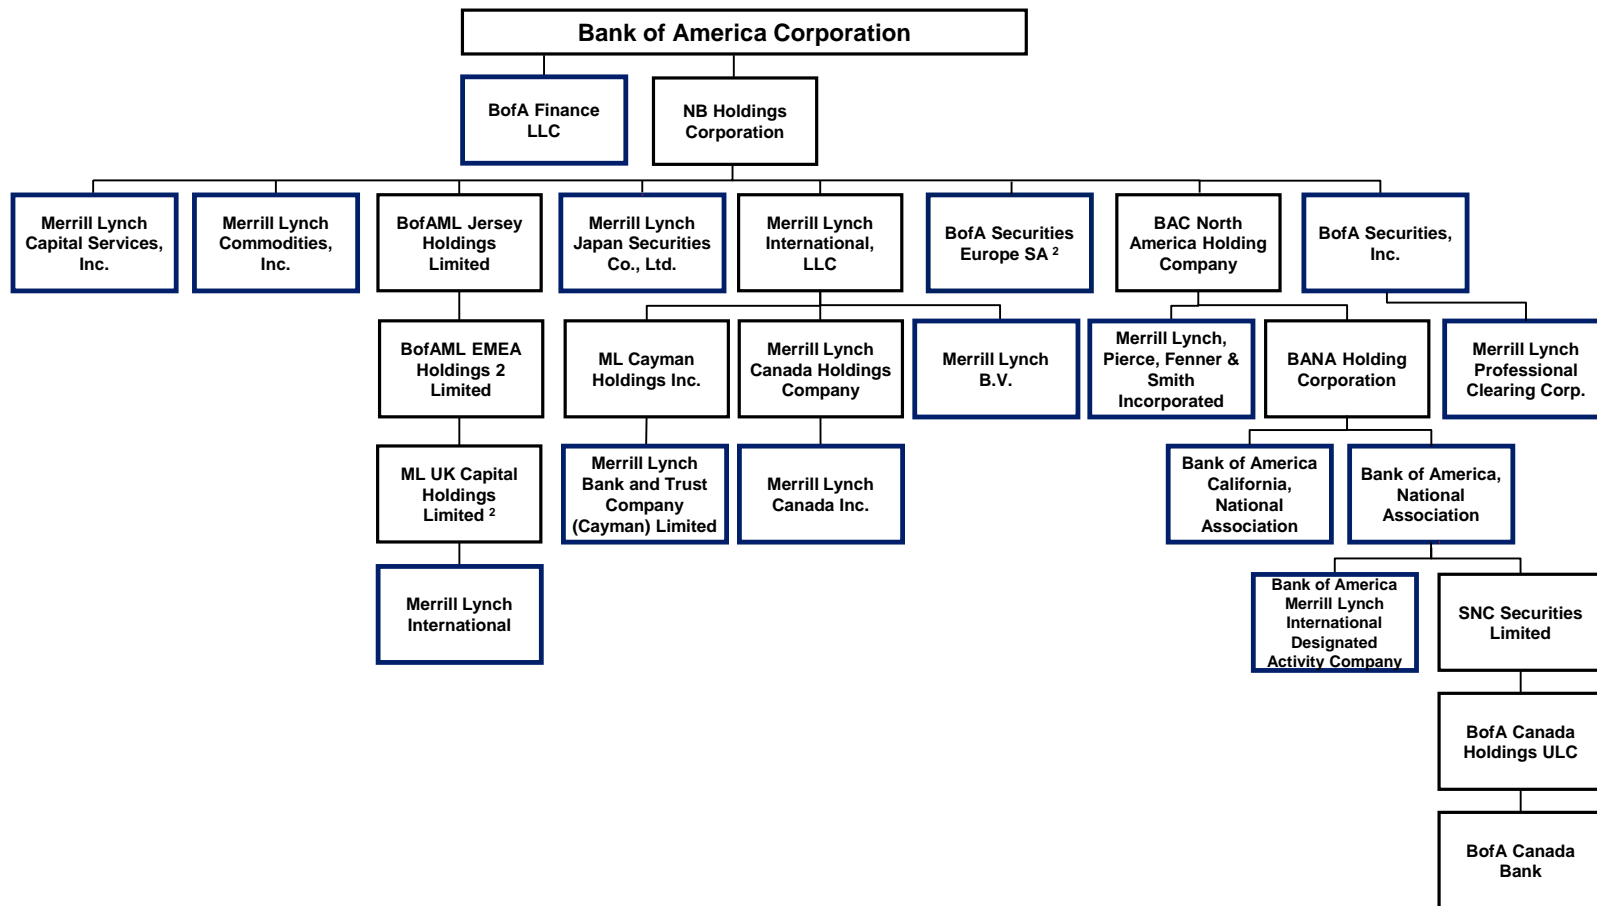 Bank of America Corporation
BofA Finance
LLC
NB Holdings
Corporation
Merrill Lynch
Capital Services,
Inc.
Merrill Lynch
Commodities,
Inc.
BofAML Jersey
Holdings
Limited
Merrill Lynch
Japan Securities
Co., Ltd.
Merrill Lynch
International,
LLC
BofA Securities
Europe SA ²
BAC North
America Holding
Company
BofA Securities,
Inc.
BofAML EMEA
Holdings 2
Limited
ML Cayman
Holdings Inc.
Merrill Lynch
Canada Holdings
Company
Merrill Lynch
B.V.
Merrill Lynch,
Pierce, Fenner &
Smith
Incorporated
BANA Holding
Corporation
Merrill Lynch
Professional
Clearing Corp.
ML UK Capital
Holdings
Limited ²
Merrill Lynch
Bank and Trust
Company
(Cayman) Limited
Merrill Lynch
Canada Inc.
Bank of America
California,
National
Association
Bank of America,
National
Association
Merrill Lynch
International
Bank of America
Merrill Lynch
International
Designated
Activity Company
SNC Securities
Limited
BofA Canada
Holdings ULC
BofA Canada
Bank